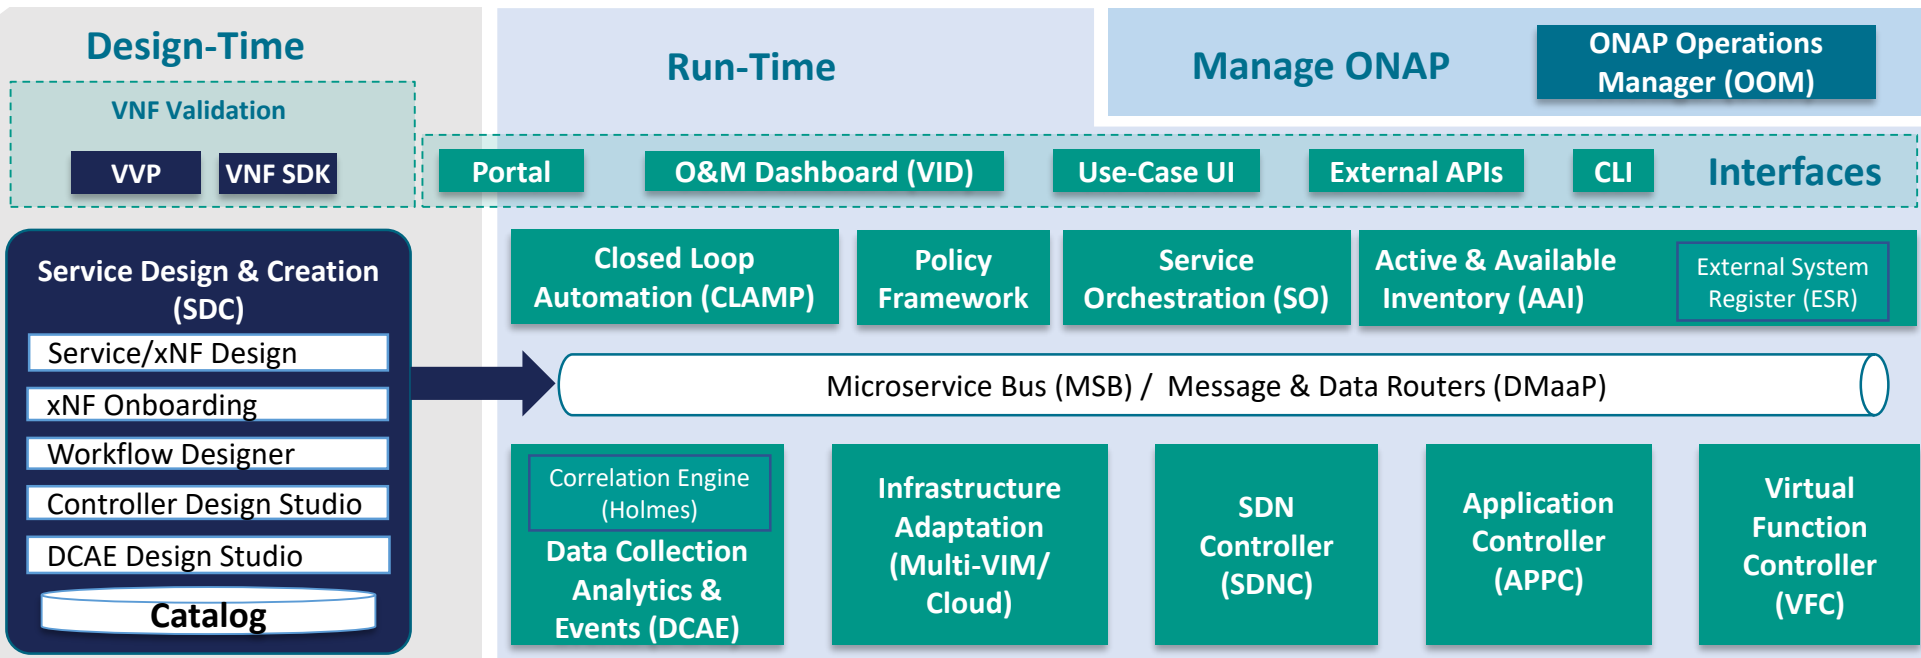 Design-Time
VNF Validation
VVP
VNF SDK
Service Design & Creation
(SDC)
Service/xNF Design
xNF Onboarding
Workflow Designer
Controller Design Studio
DCAE Design Studio
Catalog
Run-Time
Manage ONAP
ONAP Operations
Manager (OOM)
Portal
O&M Dashboard (VID)
Use-Case UI
External APIs
CLI
Interfaces
Closed Loop
Automation (CLAMP)
Policy
Framework
Service
Orchestration (SO)
Active & Available
Inventory (AAI)
External System
Register (ESR)
Microservice Bus (MSB) / Message & Data Routers (DMaaP)
Correlation Engine
(Holmes)
Data Collection
Analytics &
Events (DCAE)
Infrastructure
Adaptation
(Multi-VIM/
Cloud)
SDN
Controller
(SDNC)
Application
Controller
(APPC)
Virtual
Function
Controller
(VFC)